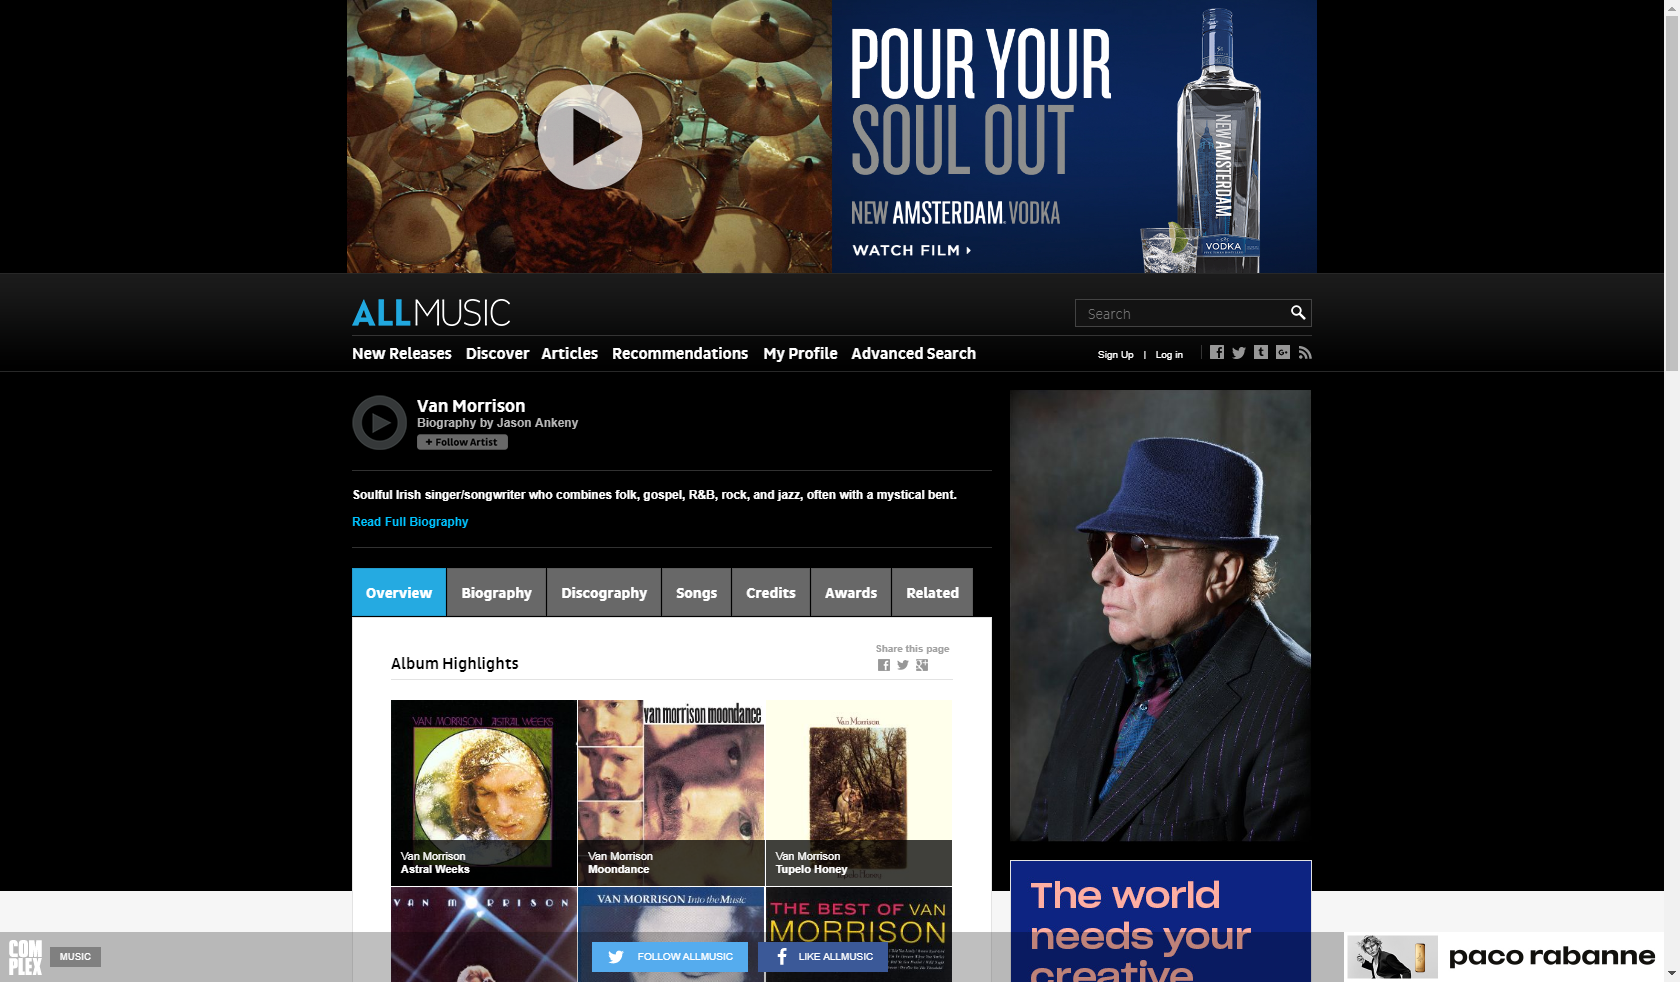 POUR YOUR
SOUL OUT
NEW AMSTERDAM. VODKA
WATCH FILM
NEW AMSTERDAM.
VODKA
ALLMUSIC
Search
New Releases Discover Articles Recommendations My Profile Advanced Search
Sign Up | Log in
Van Morrison
Biography by Jason Ankeny
+ Follow Artist
Soulful Irish singer/songwriter who combines folk, gospel, R&B, rock, and jazz, often with a mystical bent.
Read Full Biography
Overview Biography Discography Songs Credits Awards Related
Share this page
Album Highlights
VAN MORRISON ASTRAL WEEKS
van morrison moondance
Van Morrison
Tupelo Honey
Van Morrison
Astral Weeks
Van Morrison
Moondance
Van Morrison
Tupelo Honey
VAN MORRISON
VAN MORRISON Into the Music
THE BEST OF VAN
MORRISON
The world
needs your
creative
COMPLEX
MUSIC
FOLLOW ALLMUSIC
LIKE ALLMUSIC
paco rabanne